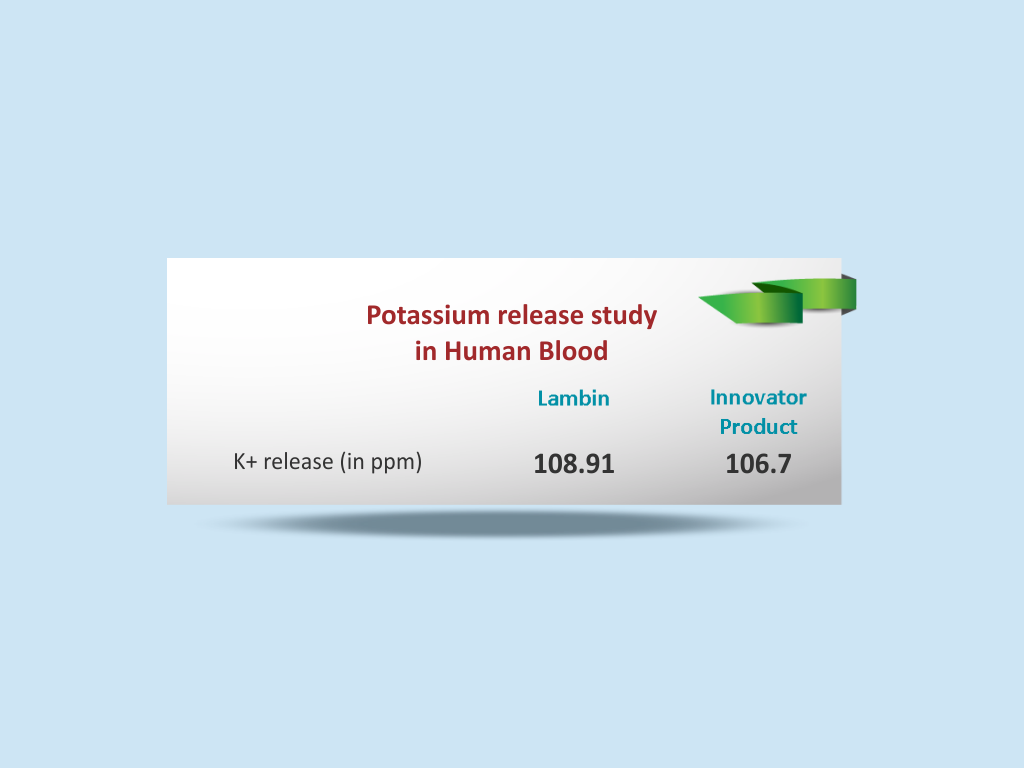 Potassium release study
in Human Blood
Lambin Innovator
Product
K+ release (in ppm) 108.91 106.7